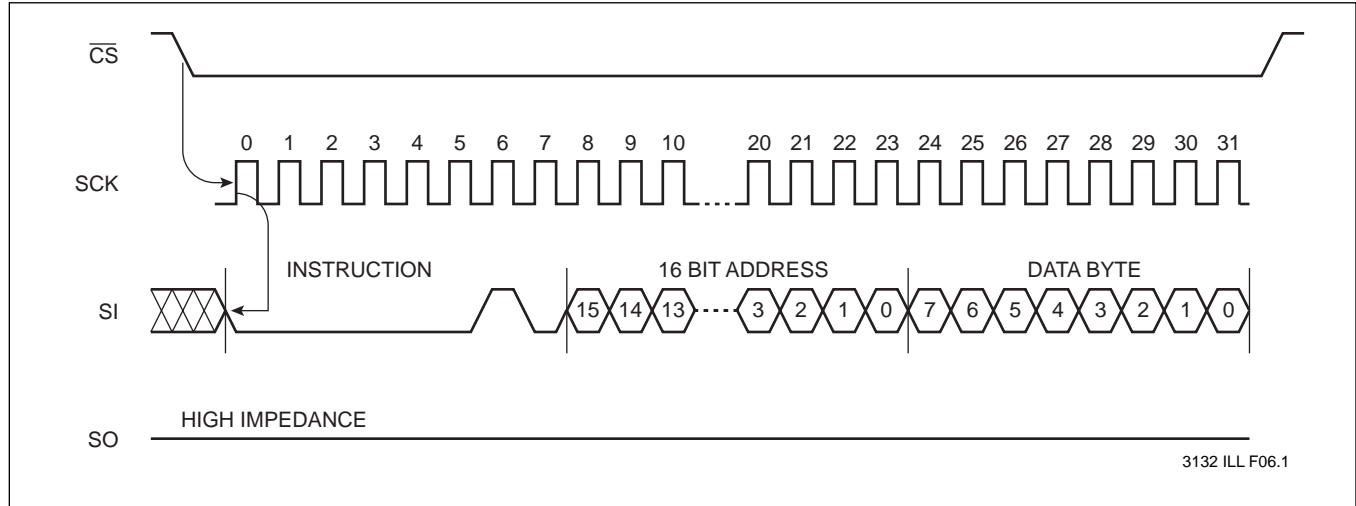 CS
0 1 2 3 4 5 6 7 8 9 10 20 21 22 23 24 25 26 27 28 29 30 31
SCK
INSTRUCTION 16 BIT ADDRESS DATA BYTE
SI 15 14 13 3 2 1 0 7 6 5 4 3 2 1 0
HIGH IMPEDANCE
SO
3132 ILL F06.1